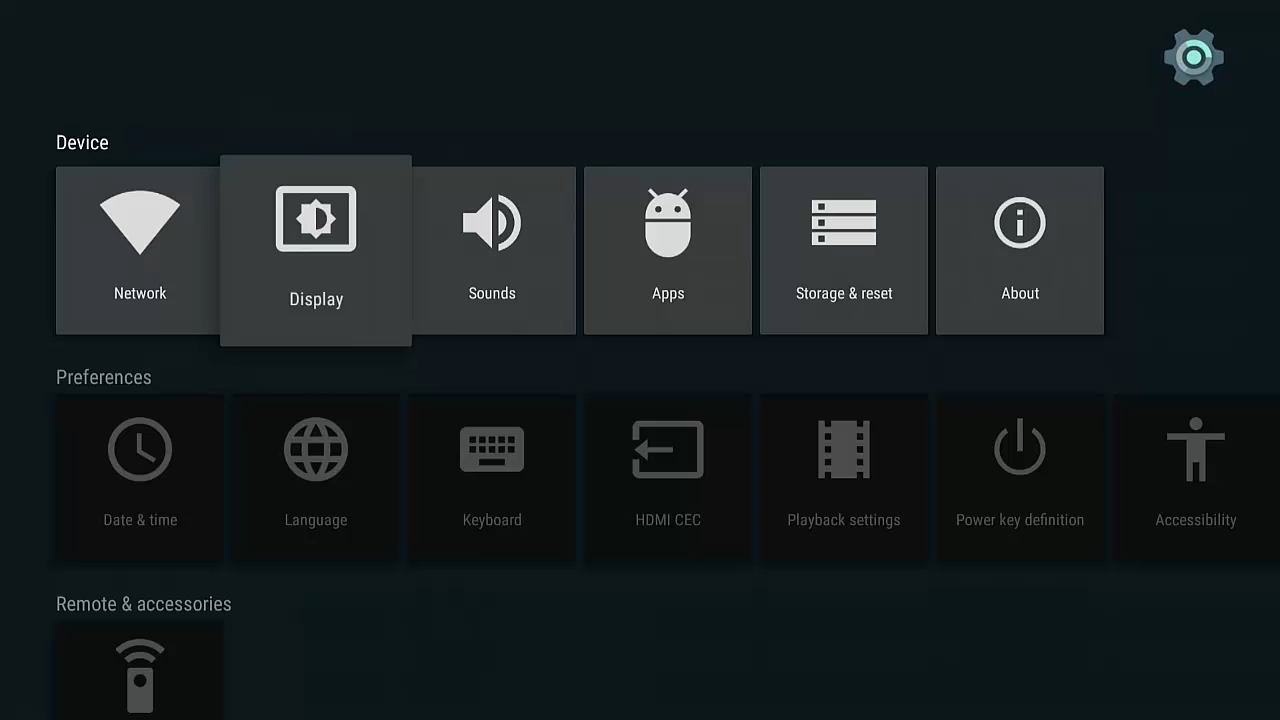 Device
Network
Display
Sounds
Apps
Storage & reset
About
Preferences
Date & time
Language
Keyboard
HDMI CEC
Playback settings
Power key definition
Accessibility
Remote & accessories